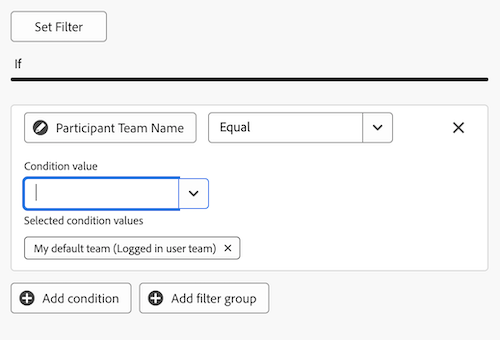 Set Filter
If
Participant Team Name
Equal
Condition value
Selected condition values
My default team (Logged in user team)
Add condition
Add filter group